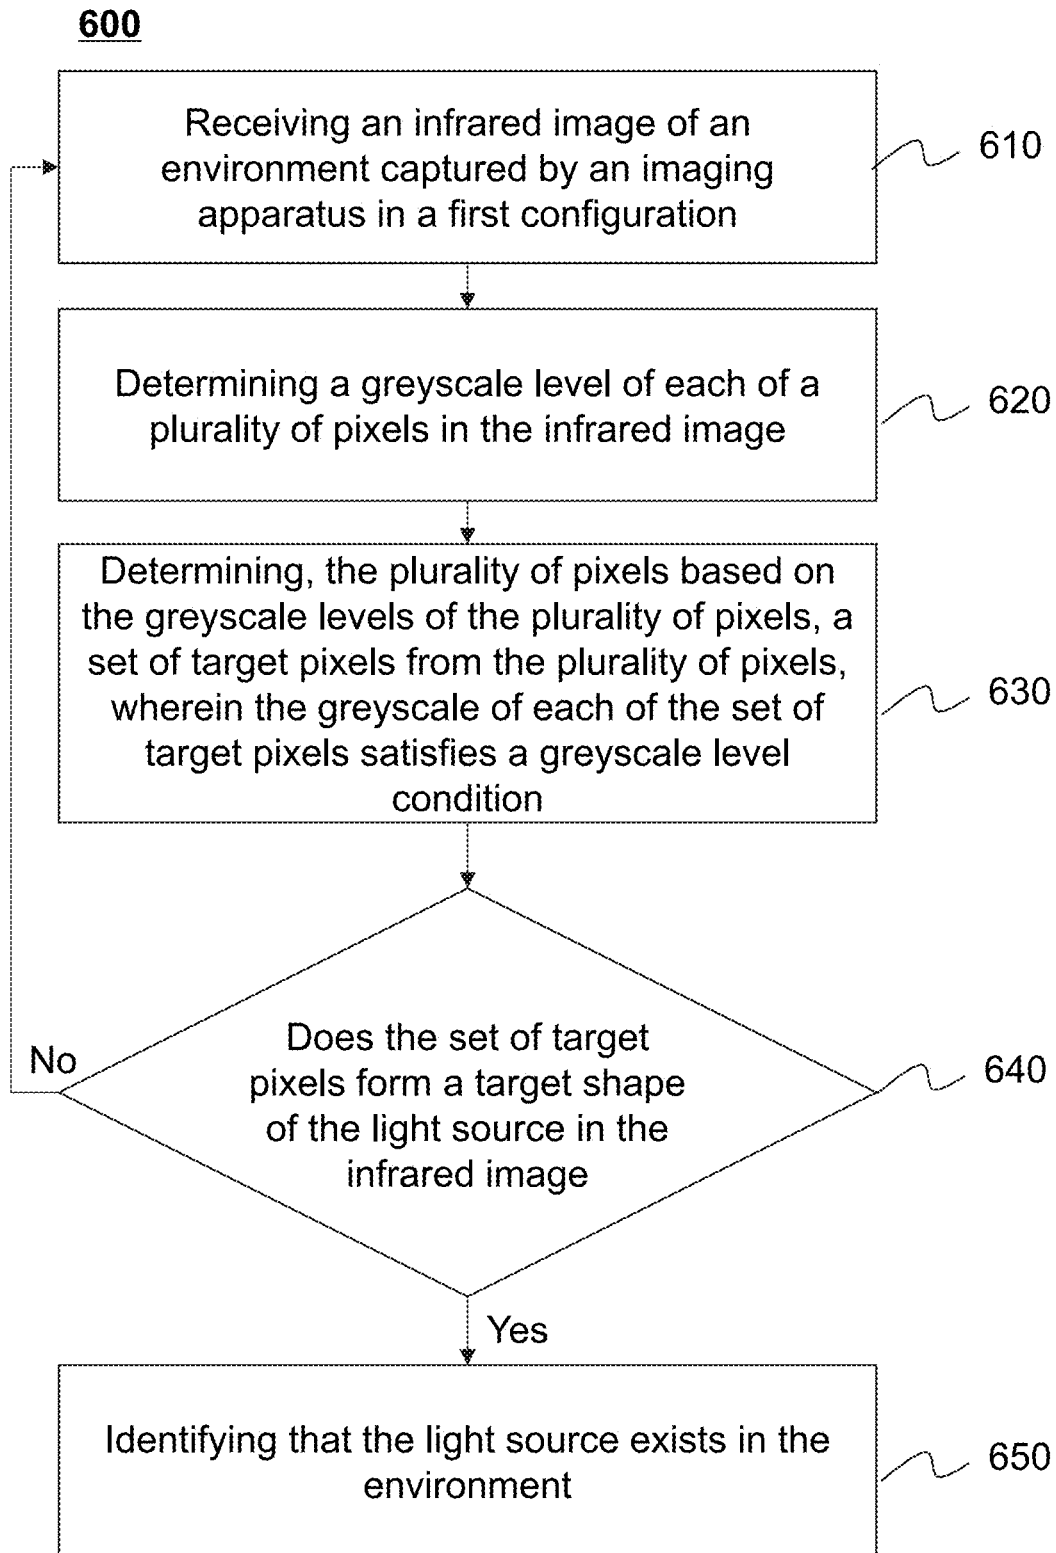 600
Receiving an infrared image of an
environment captured by an imaging
apparatus in a first configuration
610
Determining a greyscale level of each of a
plurality of pixels in the infrared image
620
Determining, the plurality of pixels based on
the greyscale levels of the plurality of pixels, a
set of target pixels from the plurality of pixels,
wherein the greyscale of each of the set of
target pixels satisfies a greyscale level
condition
630
Does the set of target
pixels form a target shape
of the light source in the
infrared image
640
No
Yes
Identifying that the light source exists in the
environment
650